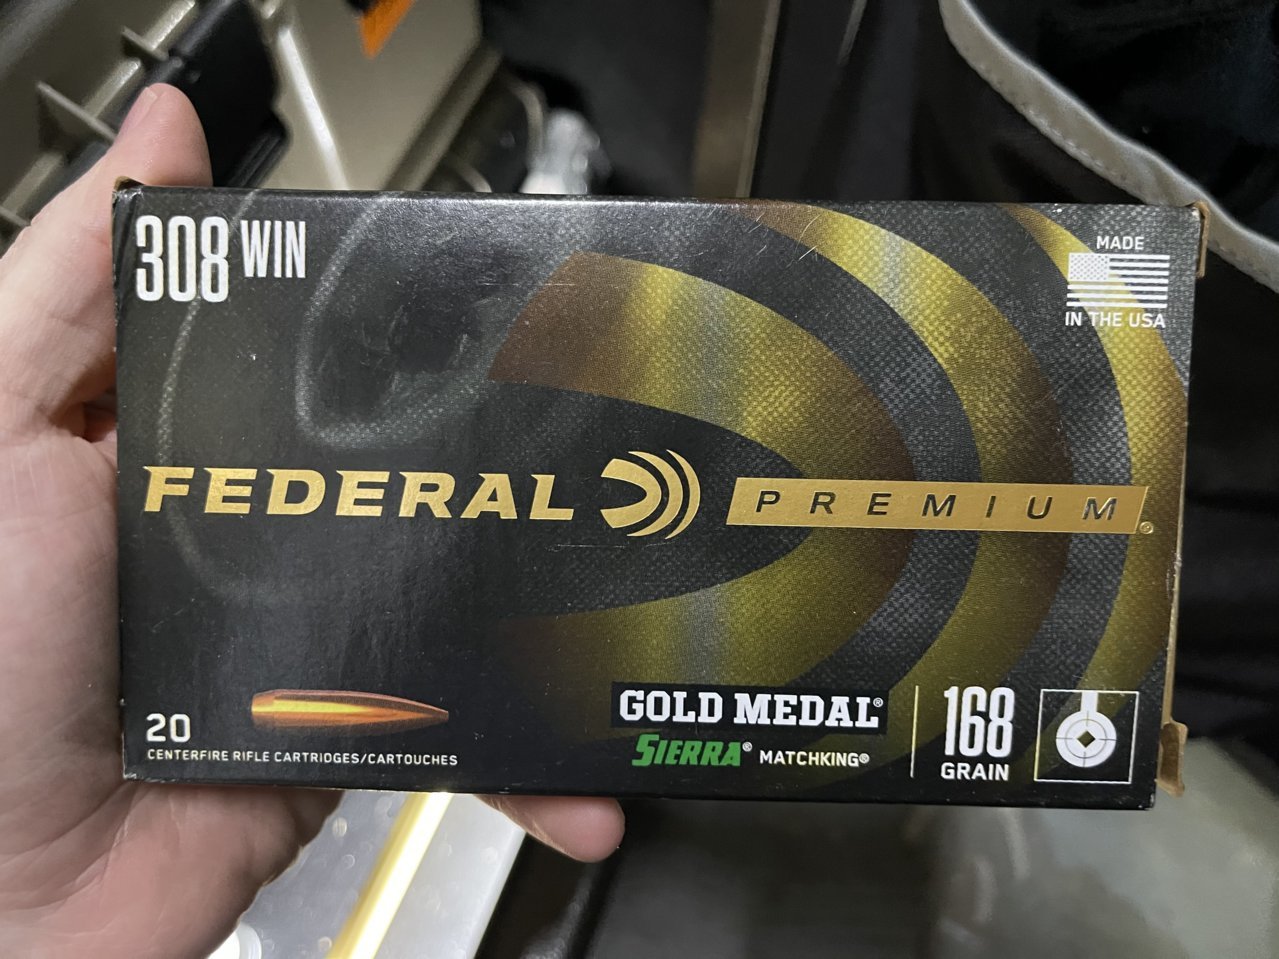 308 WIN
MADE
IN THE USA
FEDERAL PREMIUM®
20
CENTERFIRE RIFLE CARTRIDGES/CARTOUCHES
GOLD MEDAL®
SIERRA® MATCHKING®
168
GRAIN